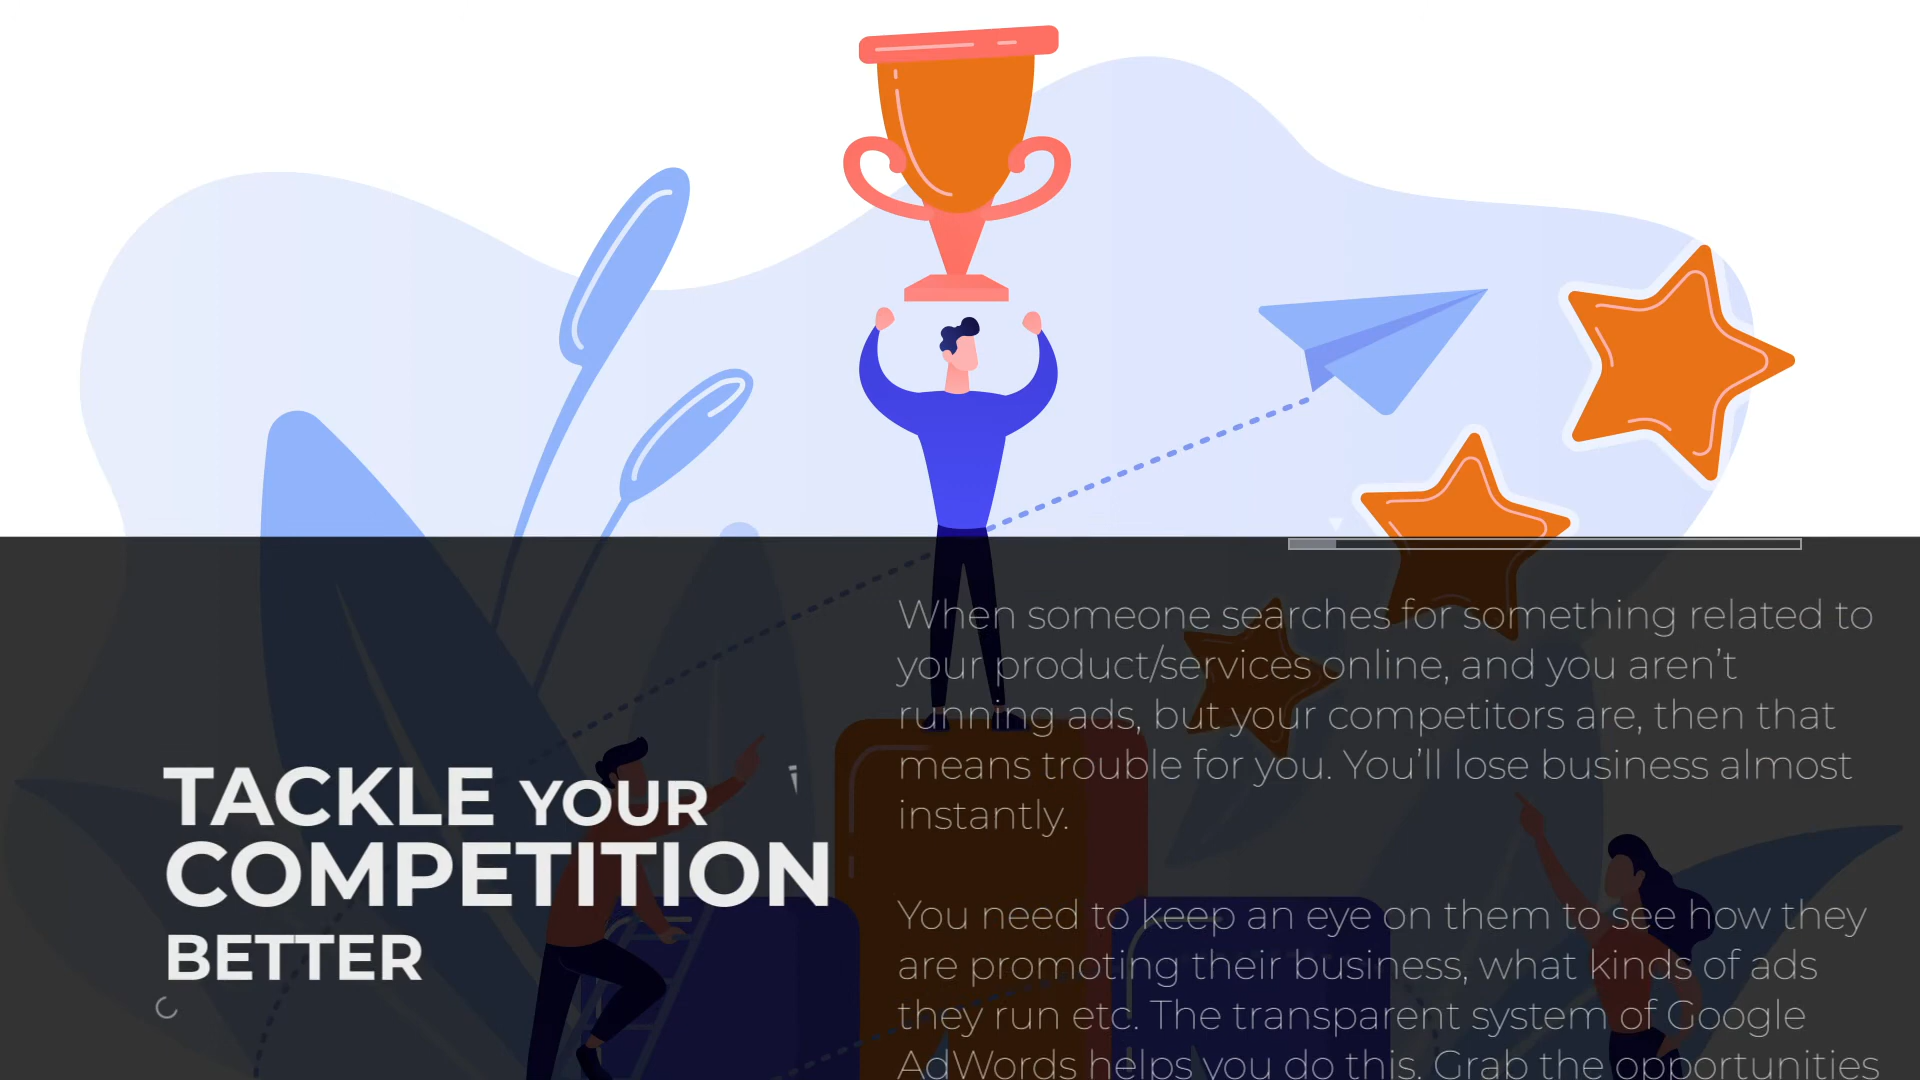 TACKLE YOUR
COMPETITION
BETTER
When someone searches for something related to
your product/services online, and you aren’t
running ads, but your competitors are, then that
means trouble for you. You’ll lose business almost
instantly.
You need to keep an eye on them to see how they
are promoting their business, what kinds of ads
they run etc. The transparent system of Google
AdWords helps you do this. Grab the opportunities